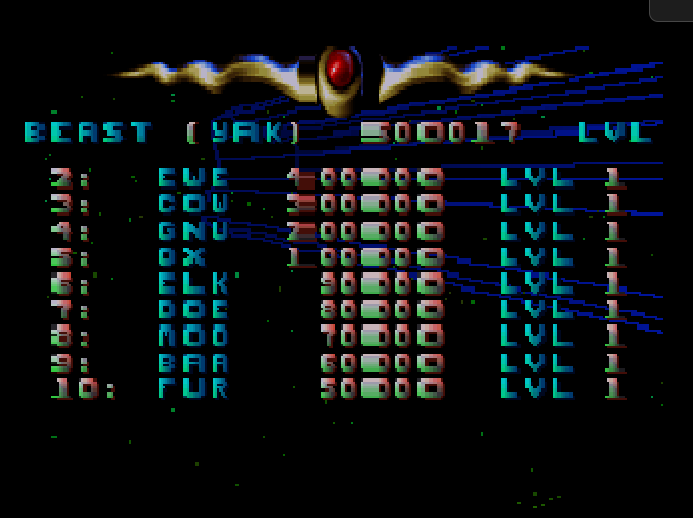 BEAST (YAK) 500017 LVL
2: EWE 400000 LVL 1
3: COW 300000 LVL 1
4: GNU 200000 LVL 1
5: OX 100000 LVL 1
6: ELK 90000 LVL 1
7: DOE 80000 LVL 1
8: MOO 70000 LVL 1
9: BAA 60000 LVL 1
10: FUR 50000 LVL 1